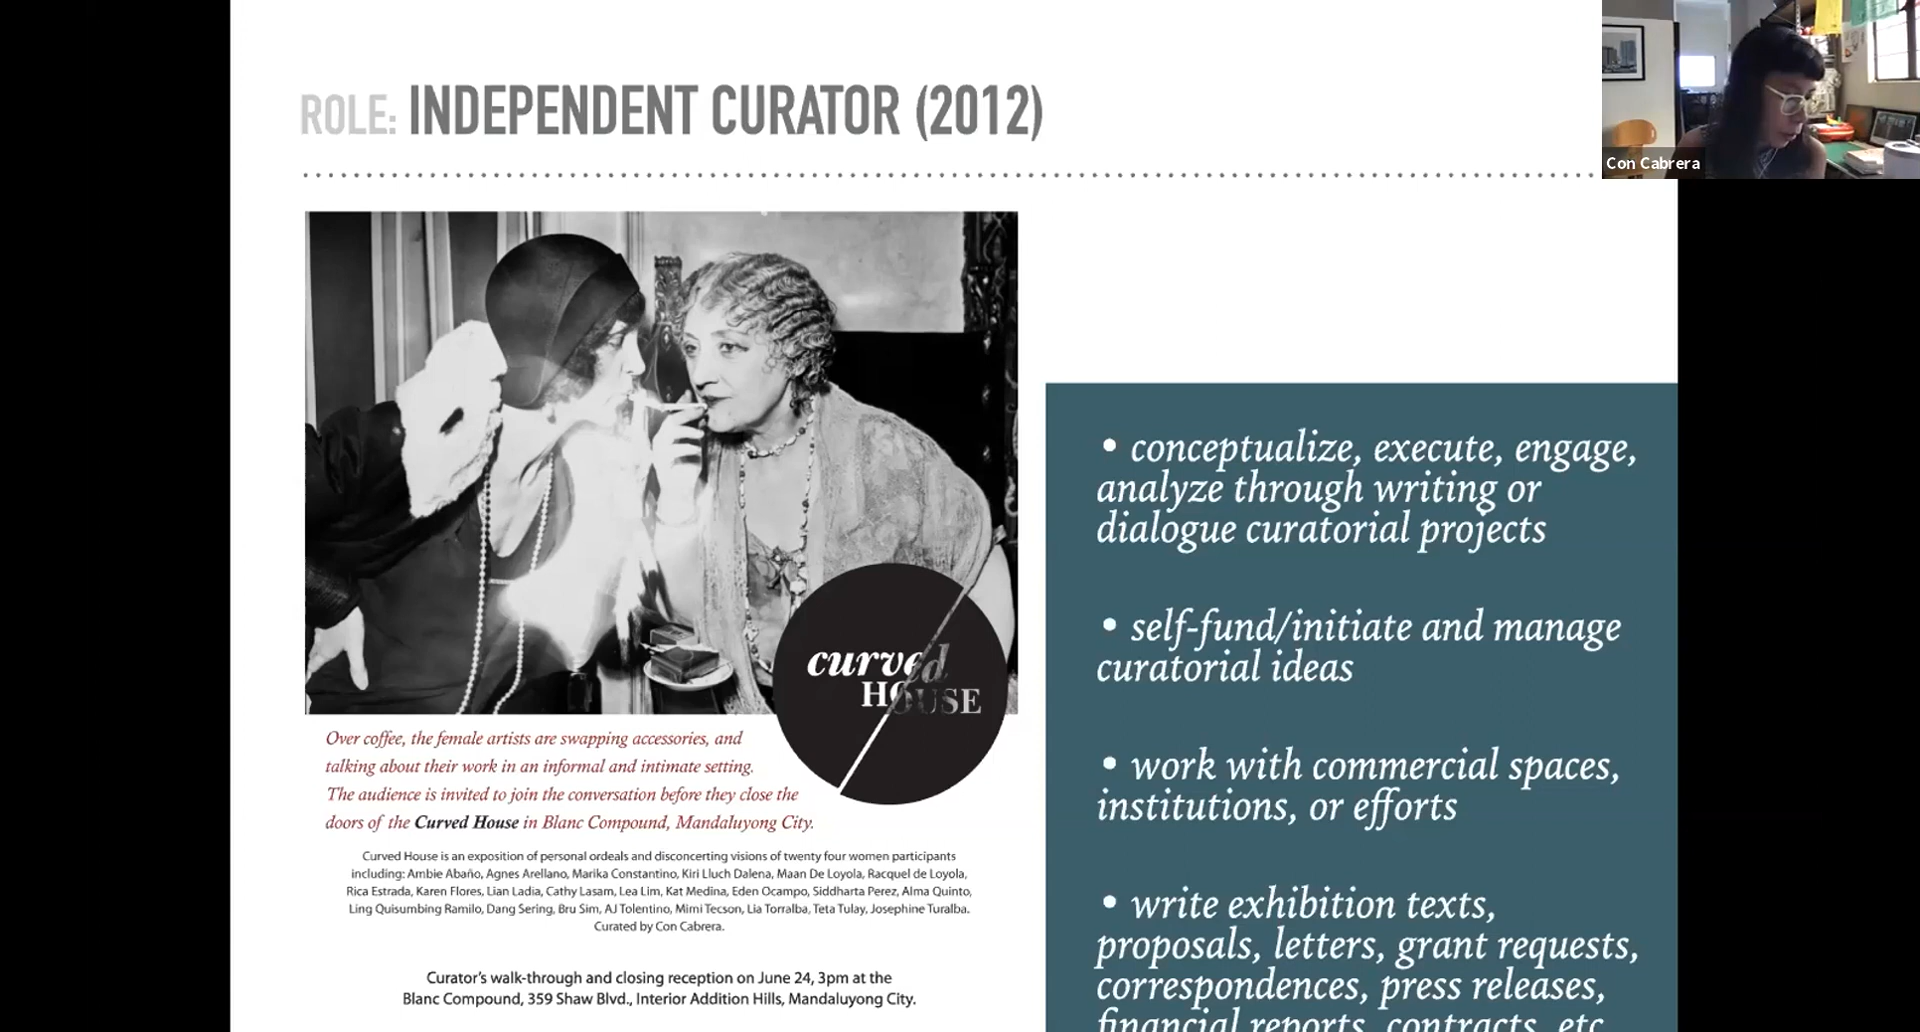 ROLE: INDEPENDENT CURATOR (2012)
Con Cabrera
curved
HOUSE
Over coffee, the female artists are swapping accessories, and
talking about their work in an informal and intimate setting.
The audience is invited to join the conversation before they close the
doors of the Curved House in Blanc Compound, Mandaluyong City.
Curved House is an exposition of personal ordeals and disconcerting visions of twenty four women participants
including: Ambie Abaño, Agnes Arellano, Marika Constantino, Kiri Lluch Dalena, Maan De Loyola, Racquel de Loyola,
Rica Estrada, Karen Flores, Lian Ladia, Cathy Lasam, Lea Lim, Kat Medina, Eden Ocampo, Siddharta Perez, Alma Quinto,
Ling Quisumbing Ramilo, Dang Sering, Bru Sim, AJ Tolentino, Mimi Tecson, Lia Torralba, Teta Tulay, Josephine Turalba.
Curated by Con Cabrera.
Curator's walk-through and closing reception on June 24, 3pm at the
Blanc Compound, 359 Shaw Blvd., Interior Addition Hills, Mandaluyong City.
• conceptualize, execute, engage,
analyze through writing or
dialogue curatorial projects
• self-fund/initiate and manage
curatorial ideas
• work with commercial spaces,
institutions, or efforts
• write exhibition texts,
proposals, letters, grant requests,
correspondences, press releases,
financial reports, contracts, etc